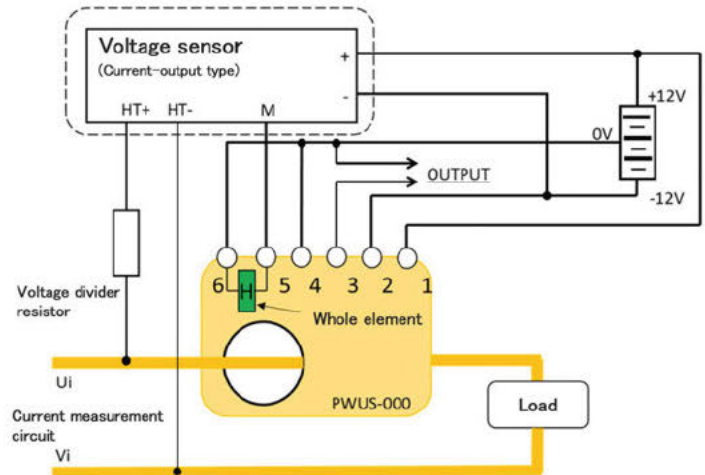 Voltage sensor
(Current-output type)
+
-
HT+ HT- M
+12V
0V
-12V
OUTPUT
6 5 4 3 2 1
H
Whole element
Voltage divider
resistor
Ui
PWUS-000
Load
Current measurement
circuit
Vi